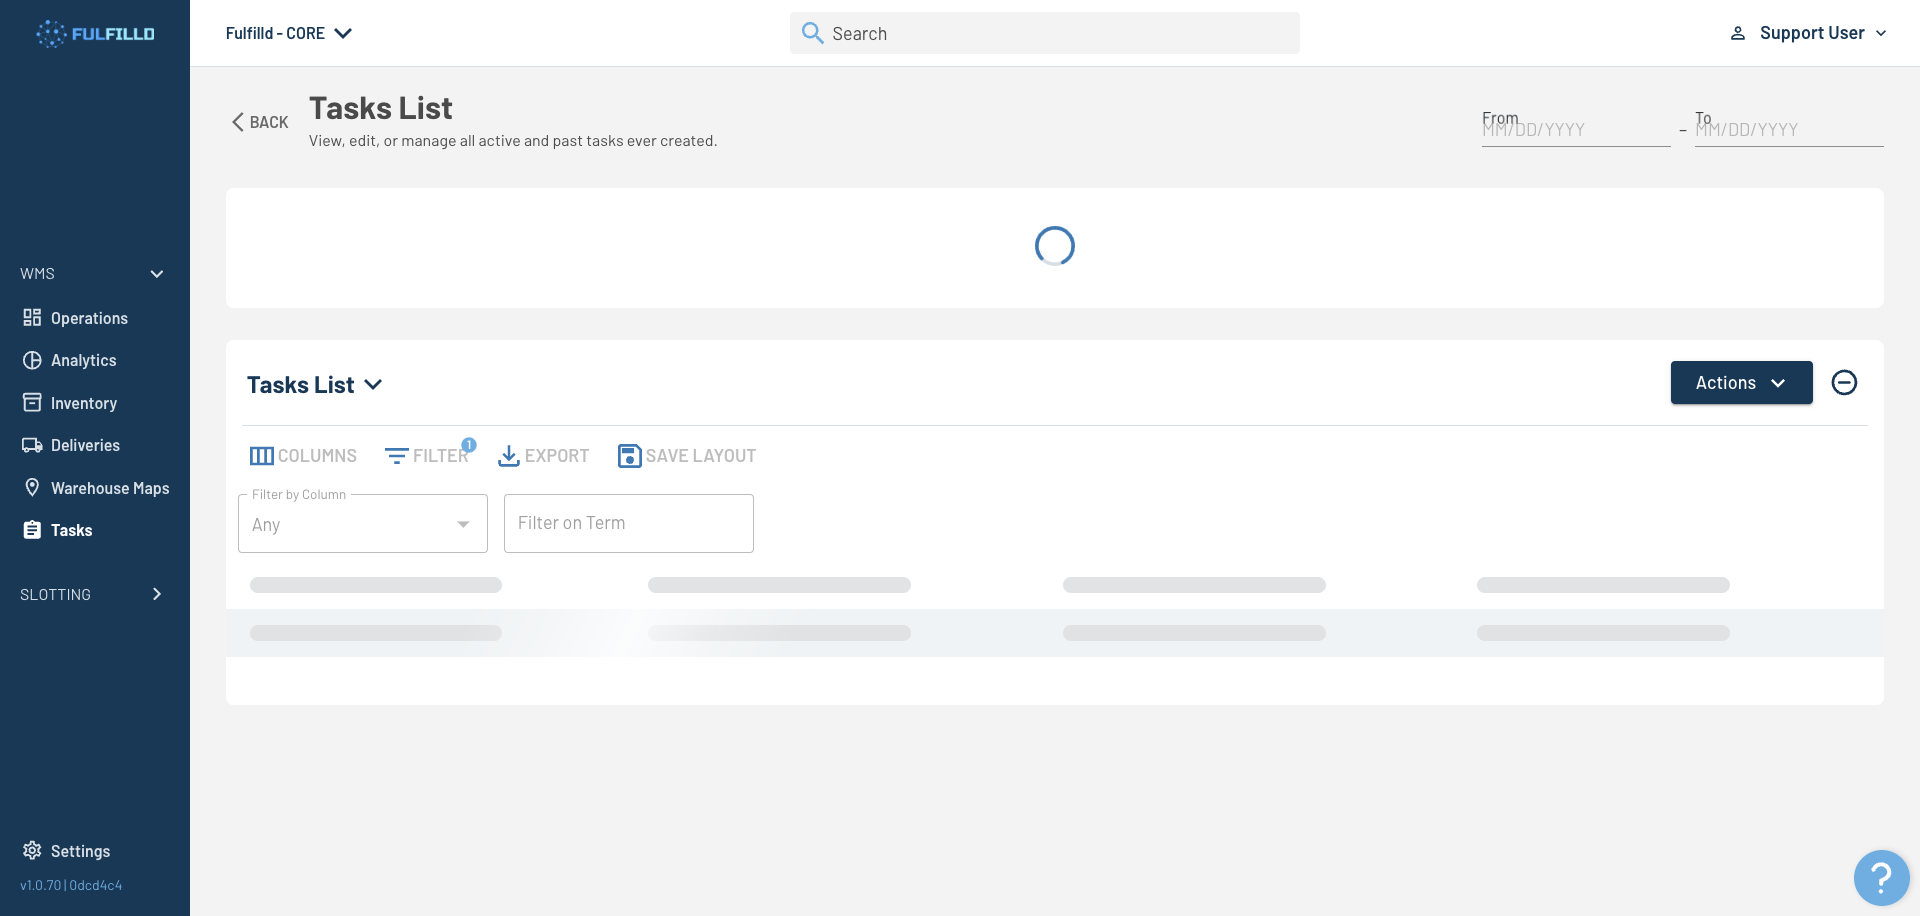 FULFILLD
Fulfilld - CORE
Search
Support User
BACK
Tasks List
View, edit, or manage all active and past tasks ever created.
From
MM/DD/YYYY
–
To
MM/DD/YYYY
WMS
Operations
Analytics
Inventory
Deliveries
Warehouse Maps
Tasks
SLOTTING
Settings
v1.0.70 | 0dcd4c4
Tasks List
Actions
COLUMNS
FILTER
1
EXPORT
SAVE LAYOUT
Filter by Column
Any
Filter on Term
?